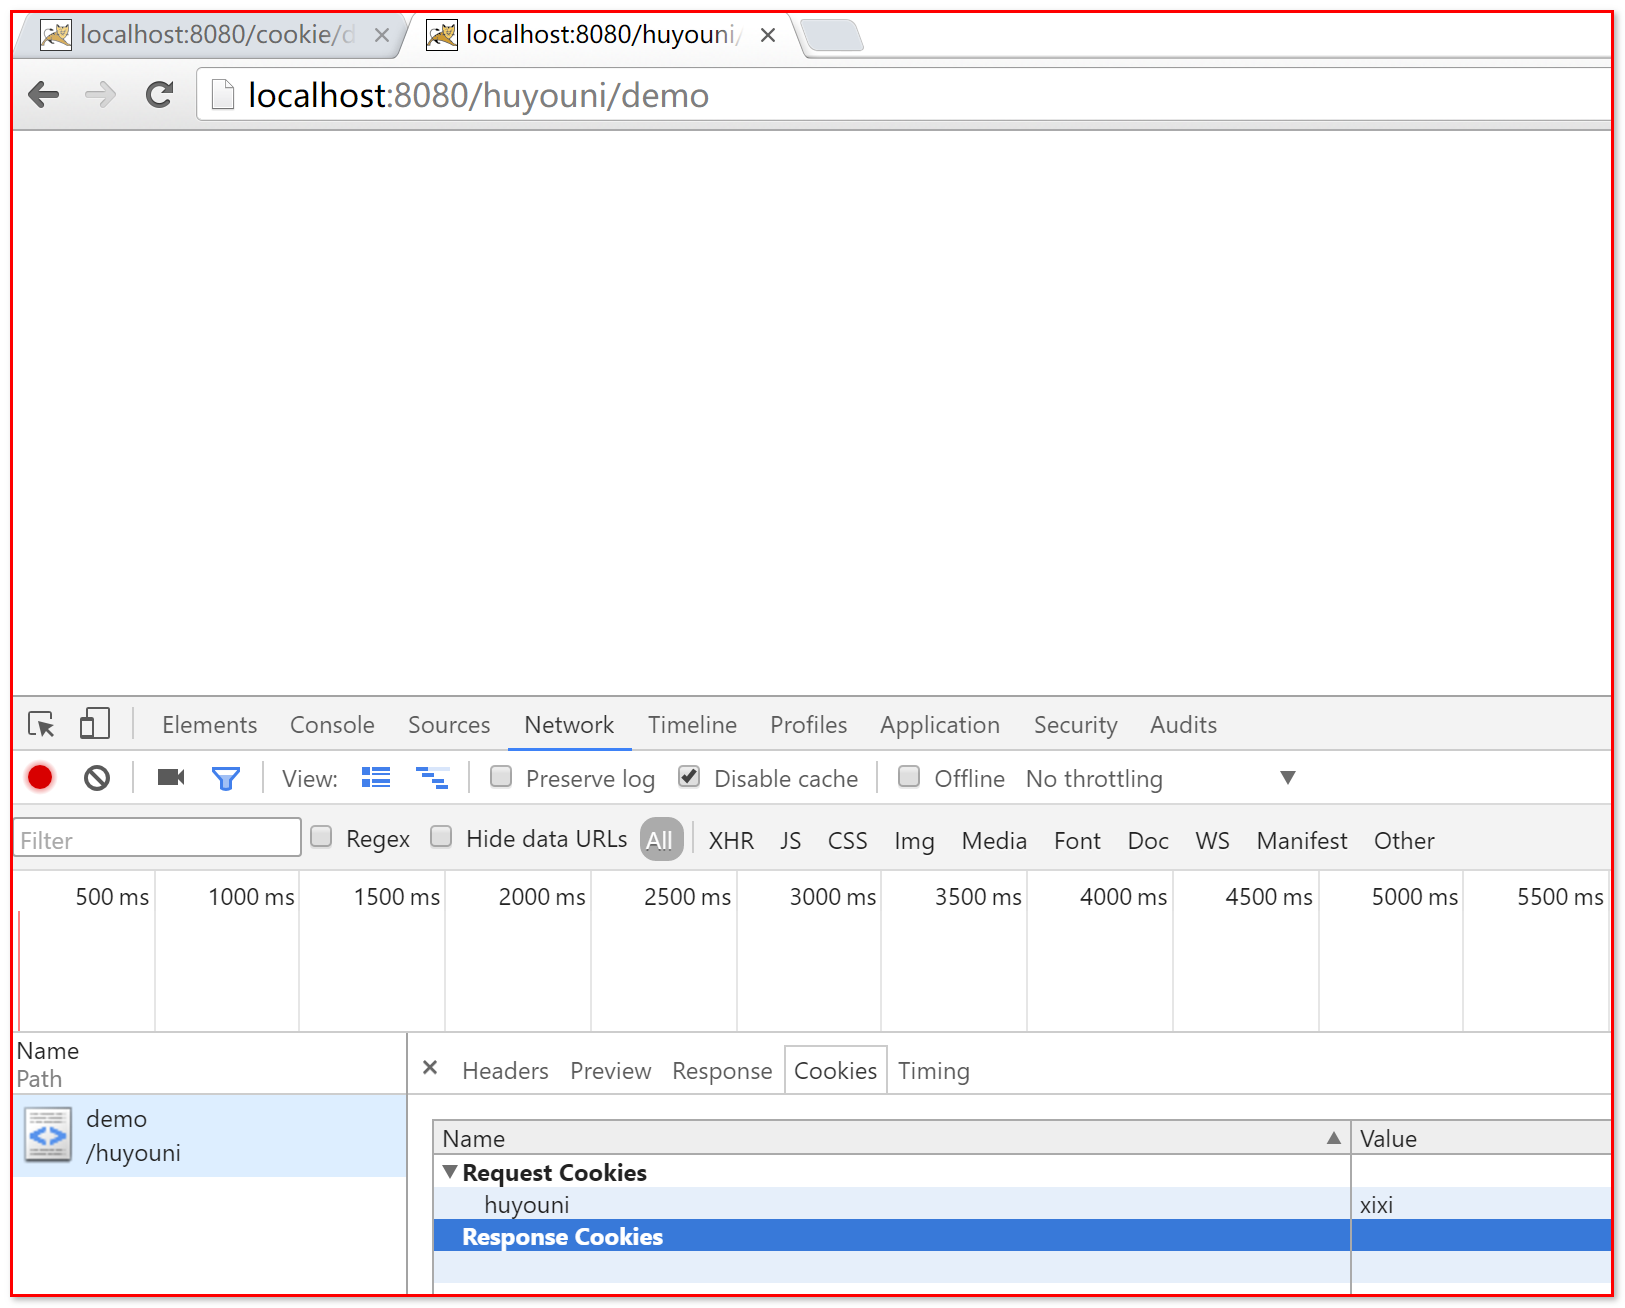 localhost:8080/cookie/d
localhost:8080/huyouni/
localhost:8080/huyouni/demo
Elements Console Sources Network Timeline Profiles Application Security Audits
View: Preserve log Disable cache Offline No throttling
Filter Regex Hide data URLs All XHR JS CSS Img Media Font Doc WS Manifest Other
500 ms 1000 ms 1500 ms 2000 ms 2500 ms 3000 ms 3500 ms 4000 ms 4500 ms 5000 ms 5500 ms
Name
Path
demo
/huyouni
Headers Preview Response Cookies Timing
Name Value
Request Cookies
huyouni xixi
Response Cookies